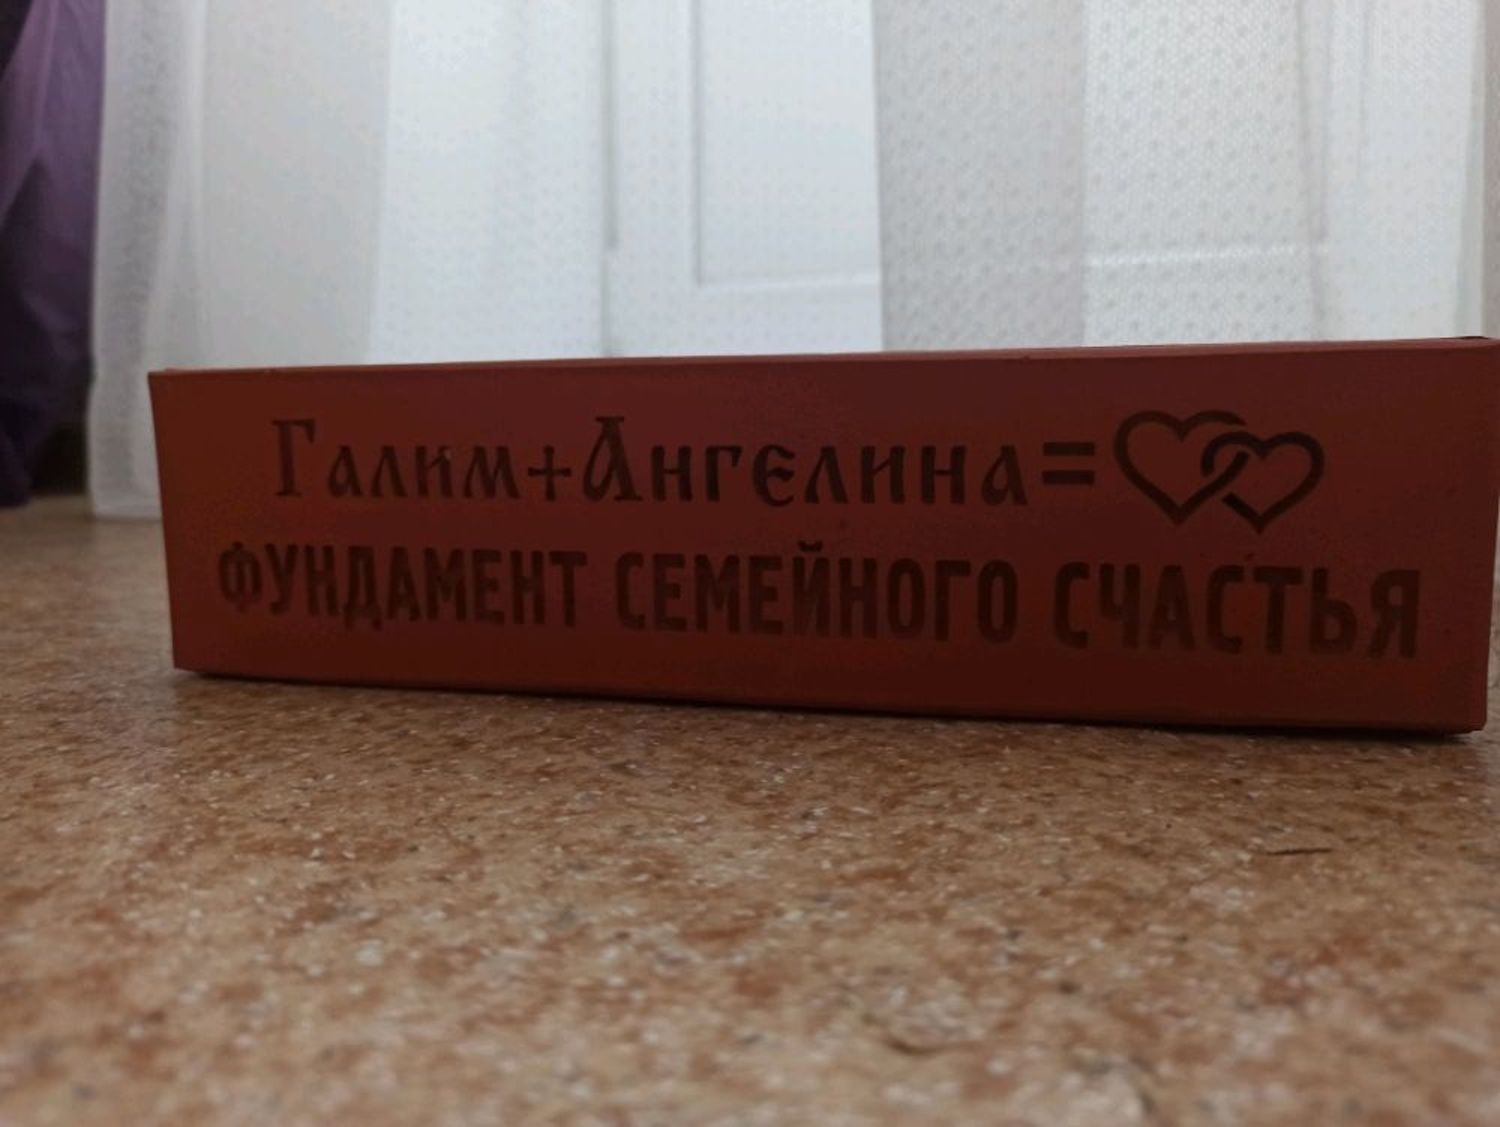 Галим+Ангелина=
ФУНДАМЕНТ СЕМЕЙНОГО СЧАСТЬЯ